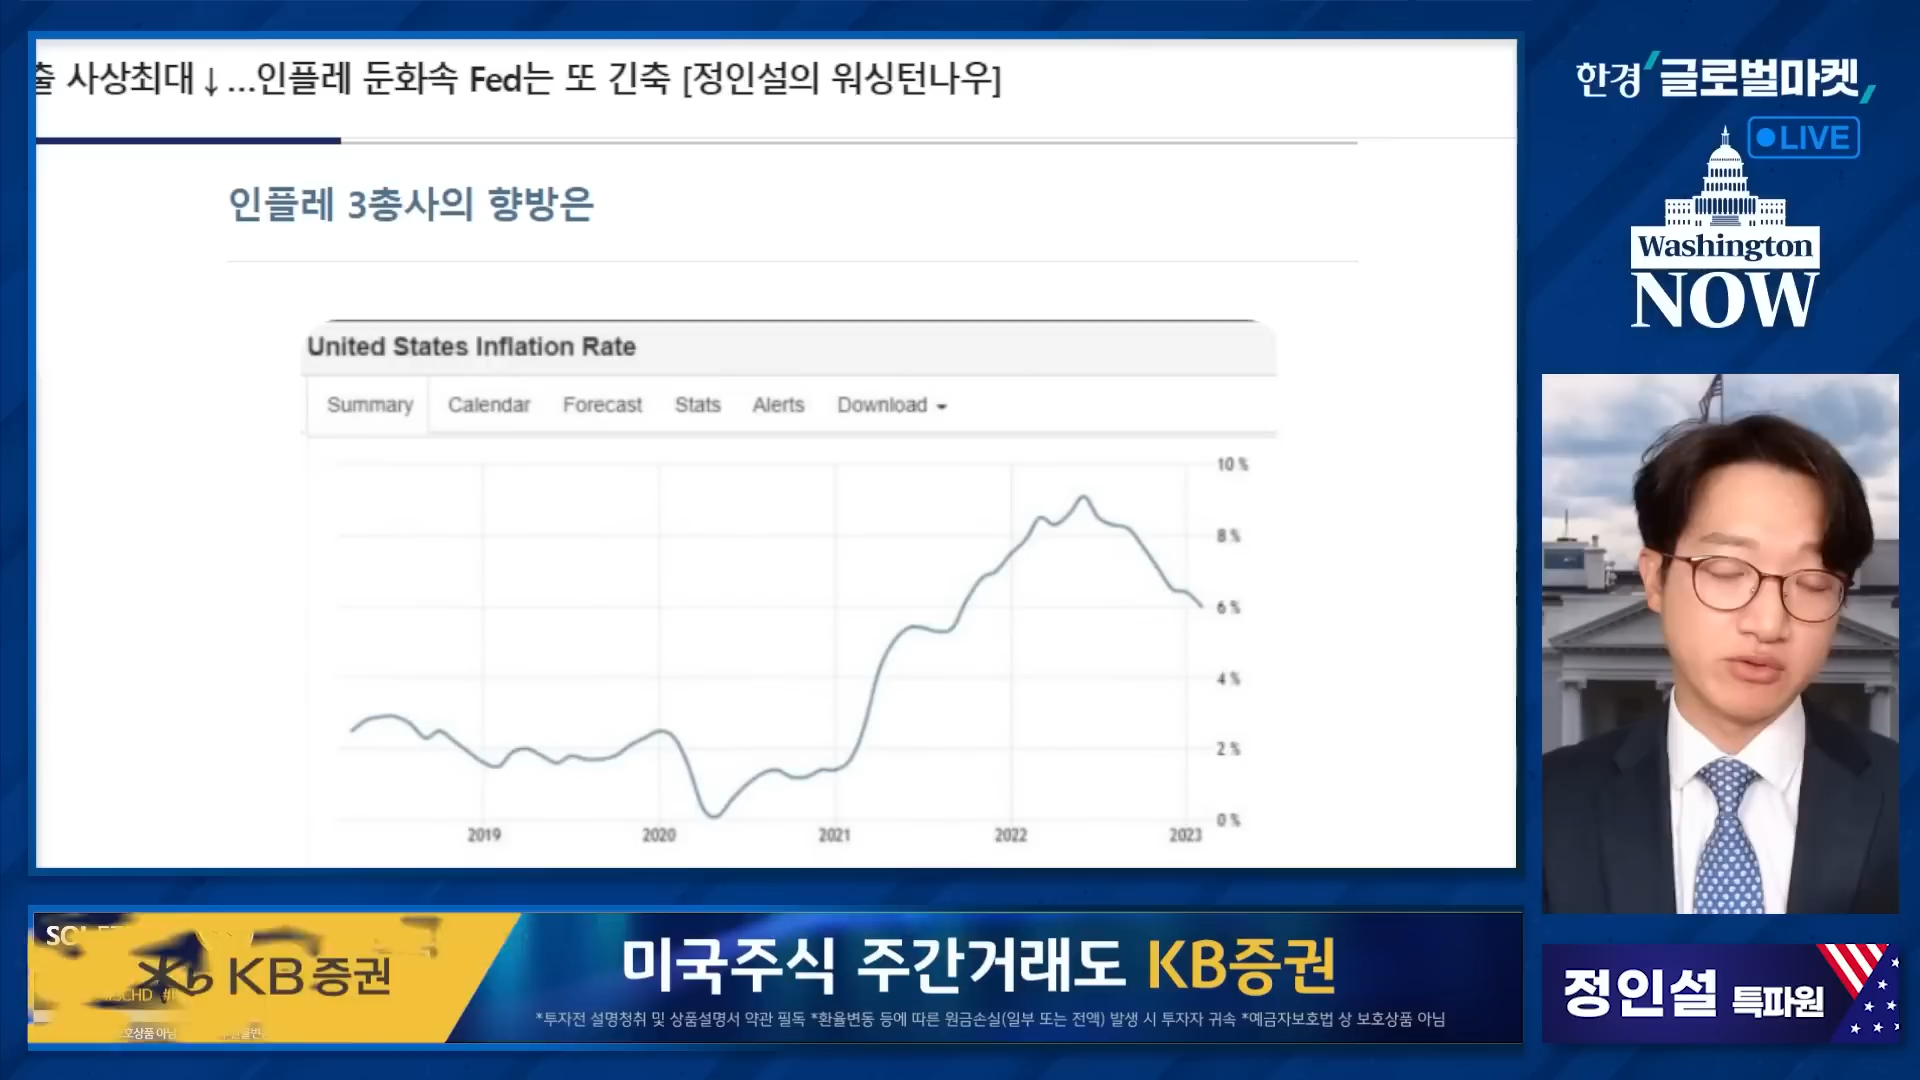 사상최대↓...인플레 둔화속 Fed는 또 긴축 [정인설의 워싱턴나우]
인플레 3총사의 향방은
United States Inflation Rate
Summary Calendar Forecast Stats Alerts Download
10 %
8 %
6 %
4 %
2 %
0 %
2019 2020 2021 2022 2023
한경 글로벌마켓
LIVE
Washington
NOW
KB증권
미국주식 주간거래도 KB증권
*투자전 설명청취 및 상품설명서 약관 필독 *환율변동 등에 따른 원금손실(일부 또는 전액) 발생 시 투자자 귀속 *예금자보호법 상 보호상품 아님
정인설 특파원